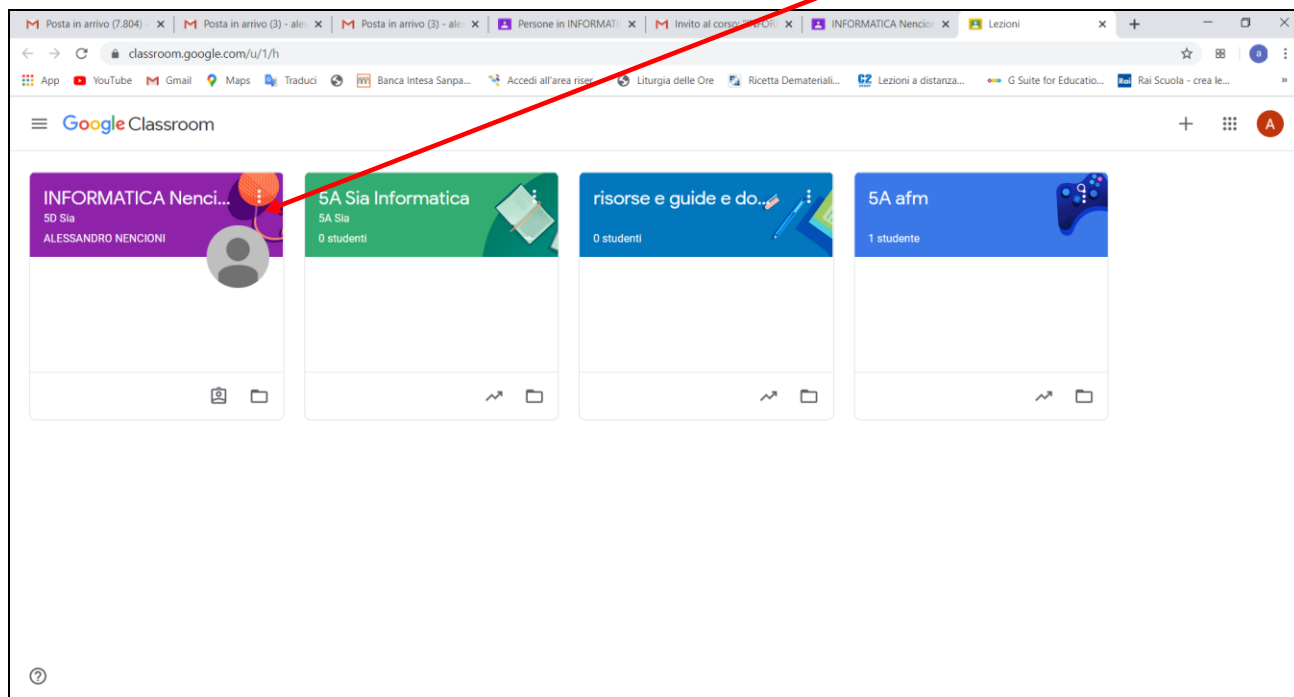 Posta in arrivo (7.804) -
Posta in arrivo (3) - ale
Posta in arrivo (3) - ale
Persone in INFORMATI
Invito al corso: "INFOR
INFORMATICA Nencion
Lezioni
classroom.google.com/u/1/h
a
App YouTube Gmail Maps Traduci Banca Intesa Sanpa... Accedi all'area riser... Liturgia delle Ore Ricetta Demateriali... Lezioni a distanza... G Suite for Educatio... Rai Rai Scuola - crea le... »
Google Classroom
A
INFORMATICA Nenci...
5D Sia
ALESSANDRO NENCIONI
5A Sia Informatica
5A Sia
0 studenti
risorse e guide e do...
0 studenti
5A afm
1 studente